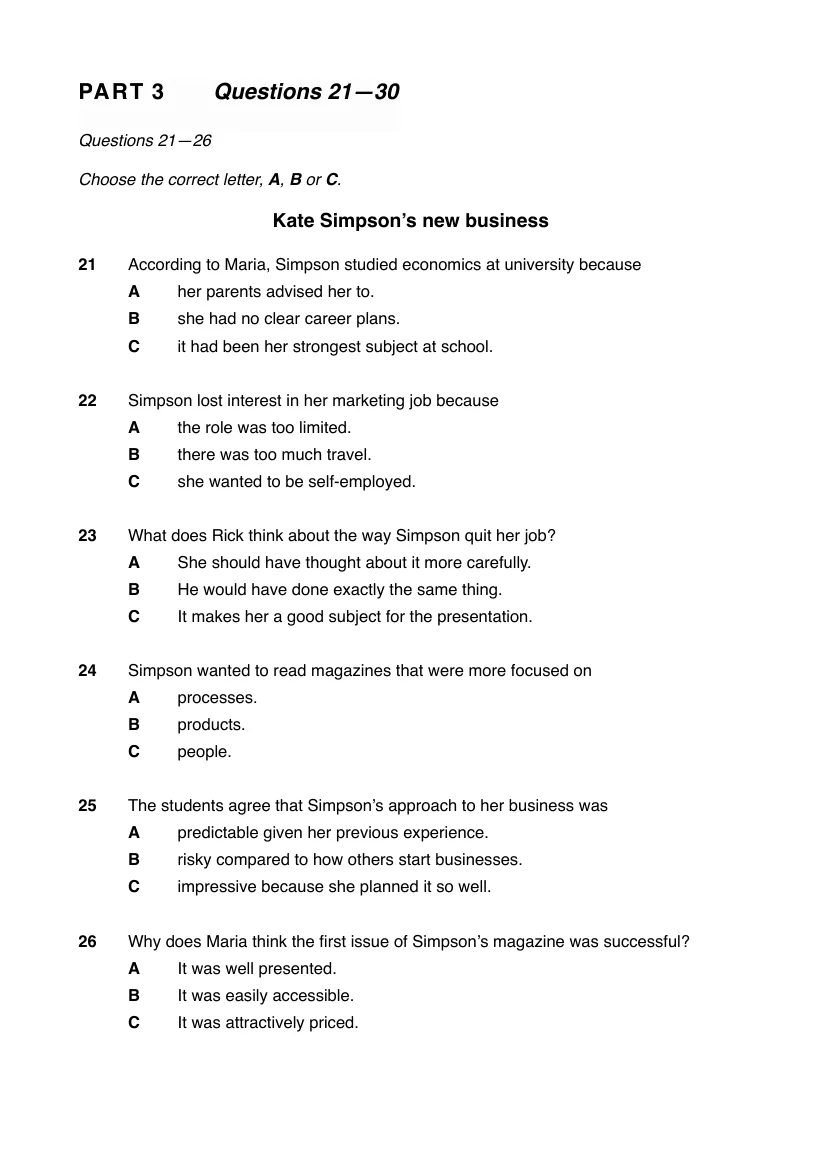 PART 3 Questions 21—30
Questions 21—26
Choose the correct letter, A, B or C.
Kate Simpson’s new business
21 According to Maria, Simpson studied economics at university because
A her parents advised her to.
B she had no clear career plans.
C it had been her strongest subject at school.
22 Simpson lost interest in her marketing job because
A the role was too limited.
B there was too much travel.
C she wanted to be self-employed.
23 What does Rick think about the way Simpson quit her job?
A She should have thought about it more carefully.
B He would have done exactly the same thing.
C It makes her a good subject for the presentation.
24 Simpson wanted to read magazines that were more focused on
A processes.
B products.
C people.
25 The students agree that Simpson’s approach to her business was
A predictable given her previous experience.
B risky compared to how others start businesses.
C impressive because she planned it so well.
26 Why does Maria think the first issue of Simpson’s magazine was successful?
A It was well presented.
B It was easily accessible.
C It was attractively priced.